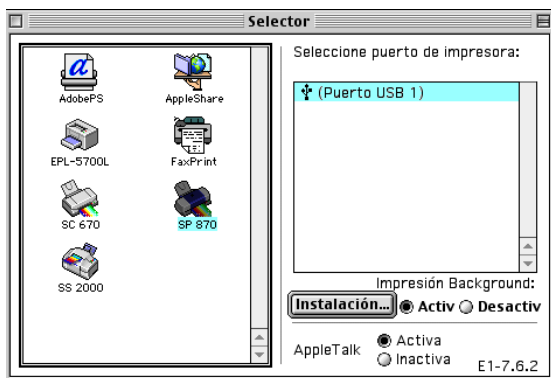 Selector
AdobePS
AppleShare
EPL-5700L
FaxPrint
SC 670
SP 870
SS 2000
Seleccione puerto de impresora:
(Puerto USB 1)
Impresión Background:
Instalación...
Activ
Desactiv
AppleTalk
Activa
Inactiva
E1-7.6.2